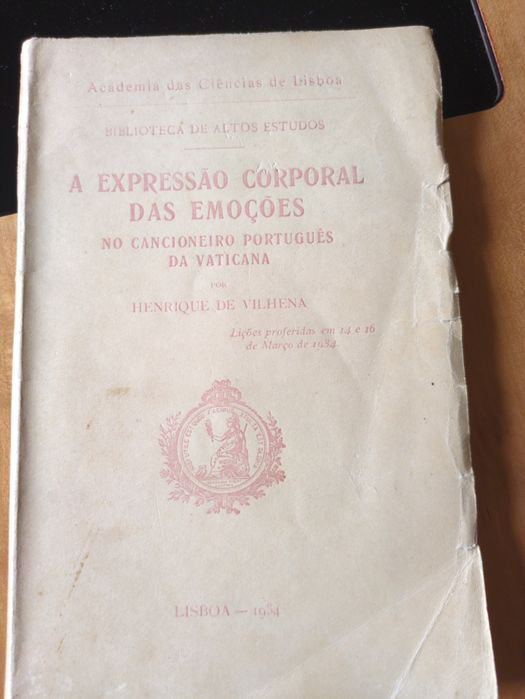 Academia das Ciências de Lisboa
BIBLIOTECA DE ALTOS ESTUDOS
A EXPRESSÃO CORPORAL
DAS EMOÇÕES
NO CANCIONEIRO PORTUGUÊS
DA VATICANA
POR
HENRIQUE DE VILHENA
Lições proferidas em 14 e 16
de Março de 1934.
LISBOA — 1934